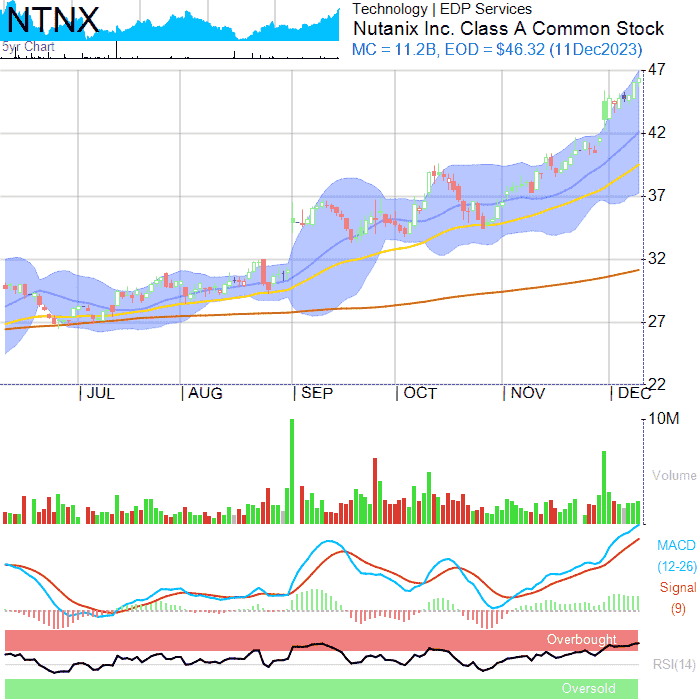 NTNX
5yr Chart
Technology | EDP Services
Nutanix Inc. Class A Common Stock
MC = 11.2B, EOD = $46.32 (11Dec2023)
47
42
37
32
27
22
| JUL | AUG | SEP | OCT | NOV | DEC
10M
Volume
MACD
(12-26)
Signal
(9)
Overbought
RSI(14)
Oversold